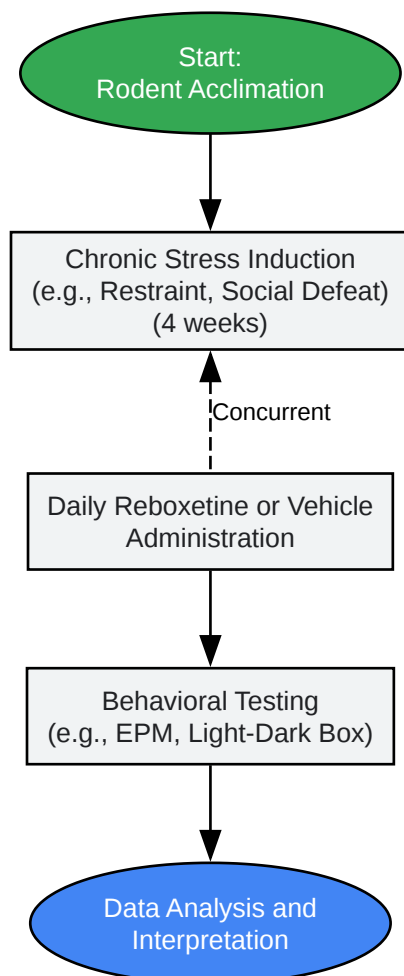 Start:
Rodent Acclimation
Chronic Stress Induction
(e.g., Restraint, Social Defeat)
(4 weeks)
Concurrent
Daily Reboxetine or Vehicle
Administration
Behavioral Testing
(e.g., EPM, Light-Dark Box)
Data Analysis and
Interpretation